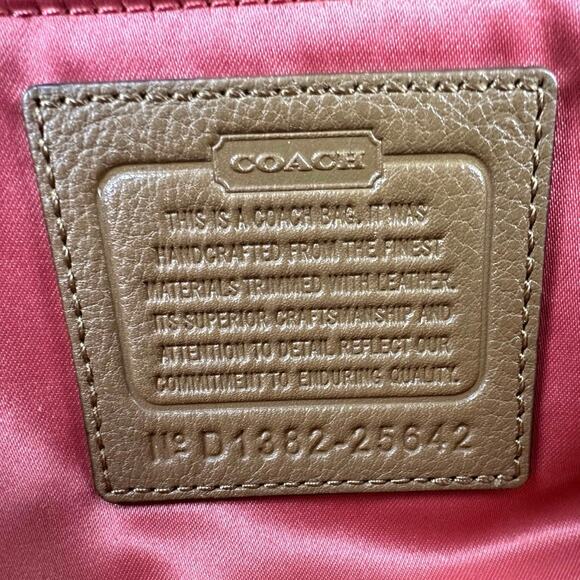 COACH
THIS IS A COACH BAG. IT WAS
HANDCRAFTED FROM THE FINEST
MATERIALS TRIMMED WITH LEATHER.
ITS SUPERIOR CRAFTSMANSHIP AND
ATTENTION TO DETAIL REFLECT OUR
COMMITMENT TO ENDURING QUALITY.
Nº D1382-25642